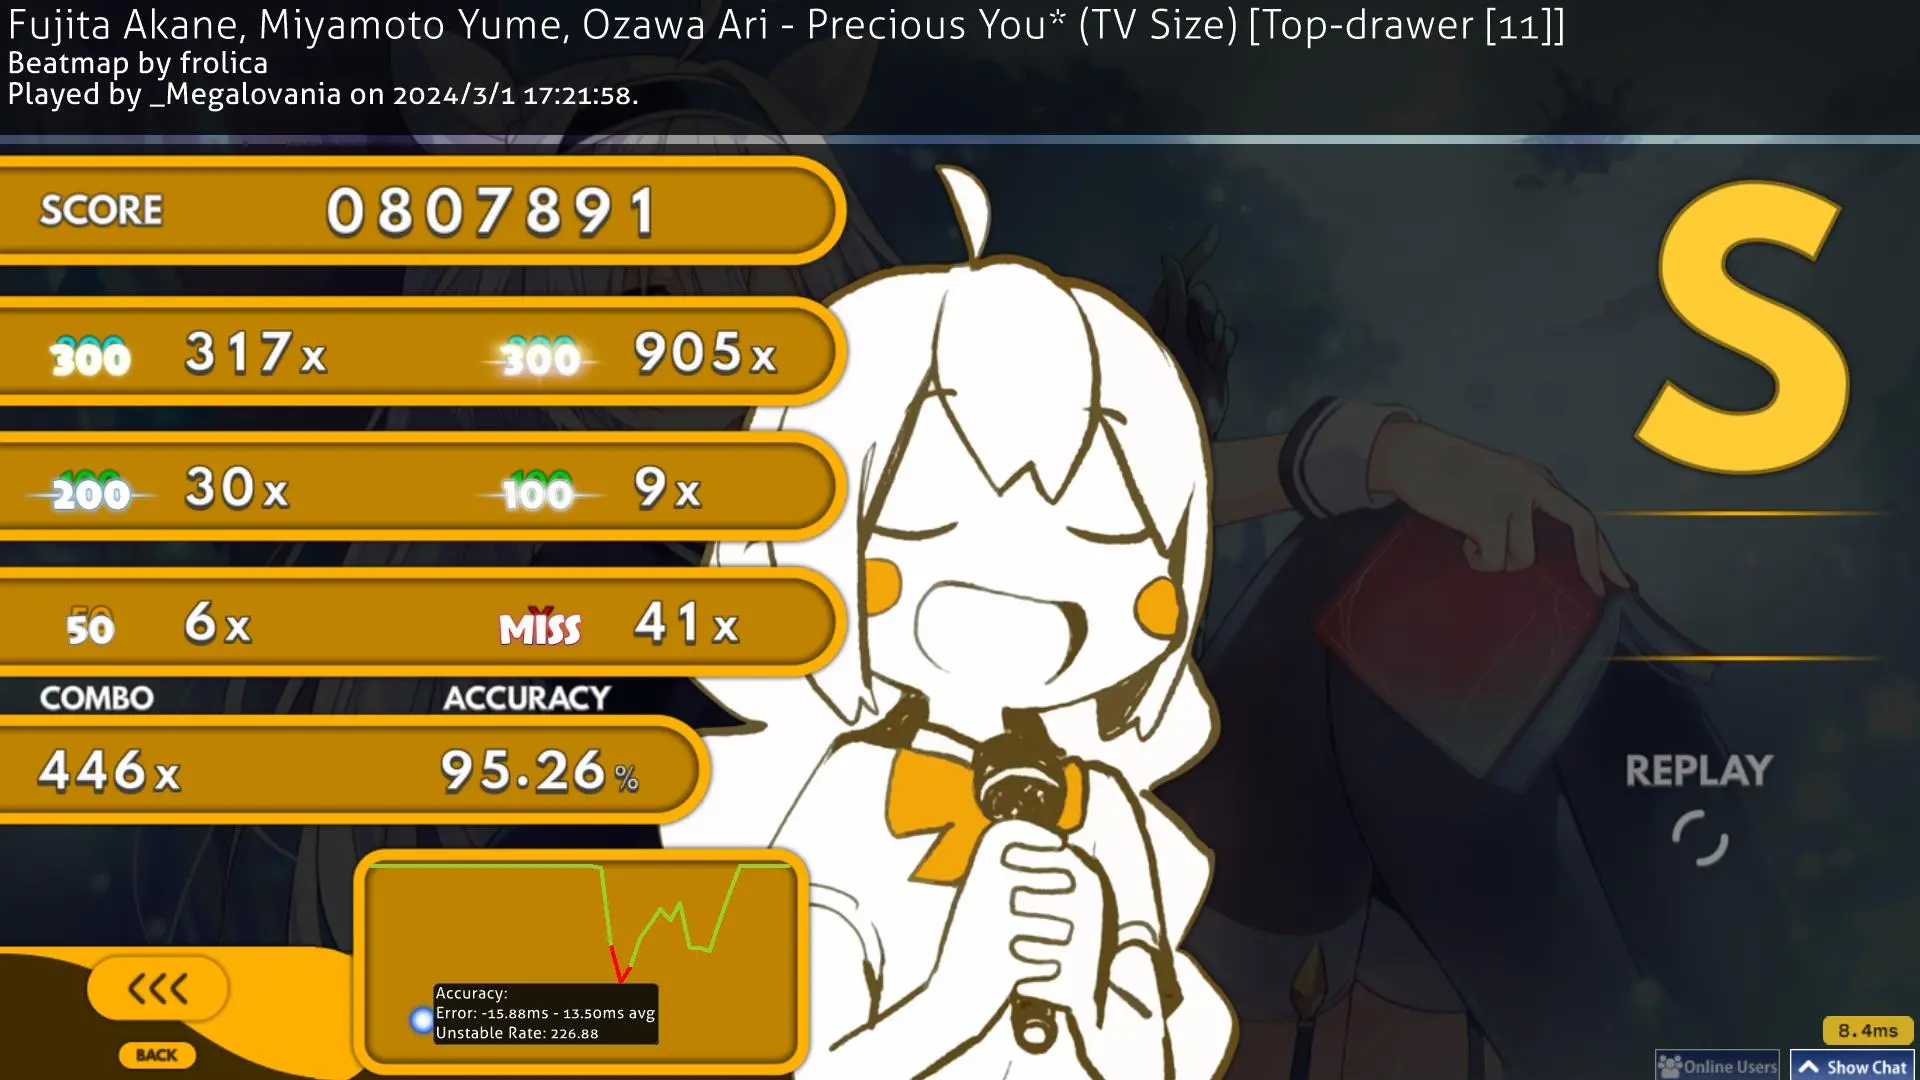 Fujita Akane, Miyamoto Yume, Ozawa Ari - Precious You* (TV Size) [Top-drawer [11]]
Beatmap by frolica
Played by _Megalovania on 2024/3/1 17:21:58.
SCORE 0807891
300 317x 300 905x
200 30x 100 9x
50 6x MISS 41x
COMBO ACCURACY
446x 95.26%
S
REPLAY
Accuracy:
Error: -15.88ms - 13.50ms avg
Unstable Rate: 226.88
BACK
8.4ms
Online Users
Show Chat